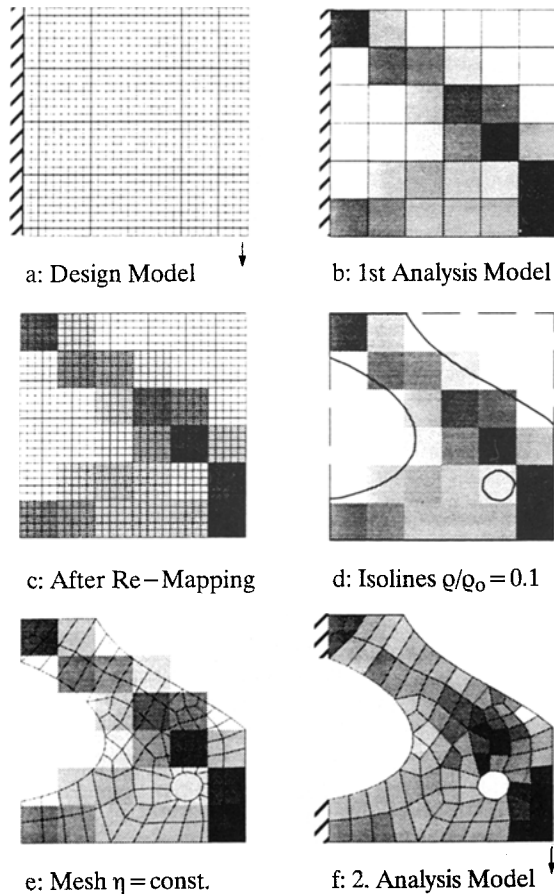 a: Design Model
b: 1st Analysis Model
c: After Re−Mapping
d: Isolines ϱ/ϱ₀ = 0.1
e: Mesh η = const.
f: 2. Analysis Model